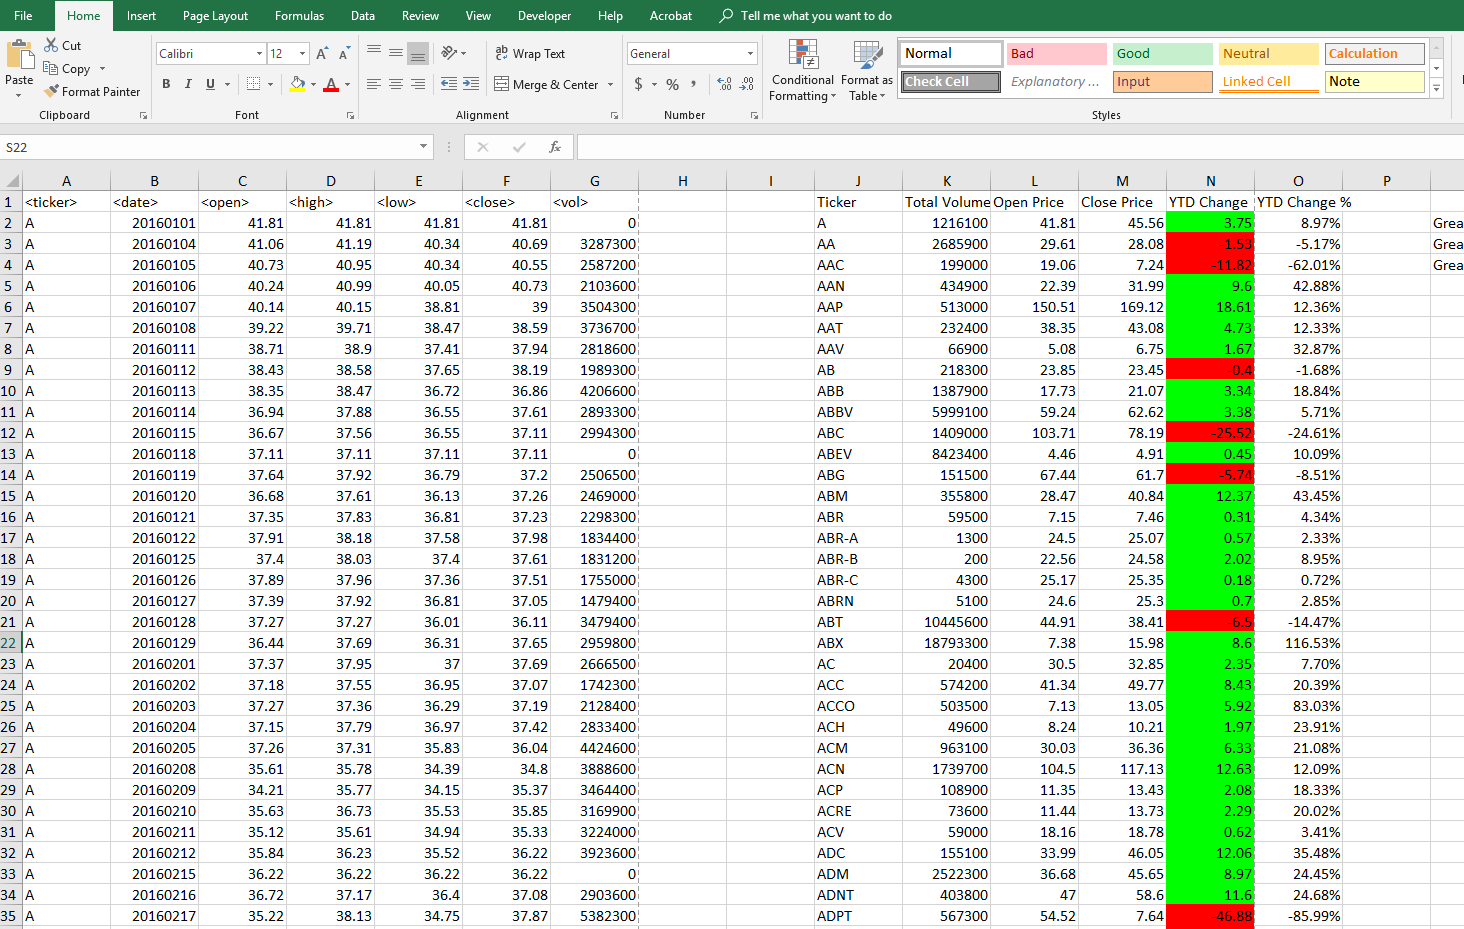 File Home Insert Page Layout Formulas Data Review View Developer Help Acrobat Tell me what you want to do
Paste
Cut
Copy
Format Painter
Clipboard
Calibri 12
B I U
Font
ab Wrap Text
Merge & Center
Alignment
General
$ % ,
Number
Conditional Formatting
Format as Table
Normal Bad Good Neutral Calculation
Check Cell Explanatory ... Input Linked Cell Note
Styles
S22 fx
A B C D E F G H I J K L M N O P
1 <ticker> <date> <open> <high> <low> <close> <vol> Ticker Total Volume Open Price Close Price YTD Change YTD Change %
2 A 20160101 41.81 41.81 41.81 41.81 0 A 1216100 41.81 45.56 3.75 8.97% Grea
3 A 20160104 41.06 41.19 40.34 40.69 3287300 AA 2685900 29.61 28.08 -1.53 -5.17% Grea
4 A 20160105 40.73 40.95 40.34 40.55 2587200 AAC 199000 19.06 7.24 -11.82 -62.01% Grea
5 A 20160106 40.24 40.99 40.05 40.73 2103600 AAN 434900 22.39 31.99 9.6 42.88%
6 A 20160107 40.14 40.15 38.81 39 3504300 AAP 513000 150.51 169.12 18.61 12.36%
7 A 20160108 39.22 39.71 38.47 38.59 3736700 AAT 232400 38.35 43.08 4.73 12.33%
8 A 20160111 38.71 38.9 37.41 37.94 2818600 AAV 66900 5.08 6.75 1.67 32.87%
9 A 20160112 38.43 38.58 37.65 38.19 1989300 AB 218300 23.85 23.45 -0.4 -1.68%
10 A 20160113 38.35 38.47 36.72 36.86 4206600 ABB 1387900 17.73 21.07 3.34 18.84%
11 A 20160114 36.94 37.88 36.55 37.61 2893300 ABBV 5999100 59.24 62.62 3.38 5.71%
12 A 20160115 36.67 37.56 36.55 37.11 2994300 ABC 1409000 103.71 78.19 -25.52 -24.61%
13 A 20160118 37.11 37.11 37.11 37.11 0 ABEV 8423400 4.46 4.91 0.45 10.09%
14 A 20160119 37.64 37.92 36.79 37.2 2506500 ABG 151500 67.44 61.7 -5.74 -8.51%
15 A 20160120 36.68 37.61 36.13 37.26 2469000 ABM 355800 28.47 40.84 12.37 43.45%
16 A 20160121 37.35 37.83 36.81 37.23 2298300 ABR 59500 7.15 7.46 0.31 4.34%
17 A 20160122 37.91 38.18 37.58 37.98 1834400 ABR-A 1300 24.5 25.07 0.57 2.33%
18 A 20160125 37.4 38.03 37.4 37.61 1831200 ABR-B 200 22.56 24.58 2.02 8.95%
19 A 20160126 37.89 37.96 37.36 37.51 1755000 ABR-C 4300 25.17 25.35 0.18 0.72%
20 A 20160127 37.39 37.92 36.81 37.05 1479400 ABRN 5100 24.6 25.3 0.7 2.85%
21 A 20160128 37.27 37.27 36.01 36.11 3479400 ABT 10445600 44.91 38.41 -6.5 -14.47%
22 A 20160129 36.44 37.69 36.31 37.65 2959800 ABX 18793300 7.38 15.98 8.6 116.53%
23 A 20160201 37.37 37.95 37 37.69 2666500 AC 20400 30.5 32.85 2.35 7.70%
24 A 20160202 37.18 37.55 36.95 37.07 1742300 ACC 574200 41.34 49.77 8.43 20.39%
25 A 20160203 37.27 37.36 36.29 37.19 2128400 ACCO 503500 7.13 13.05 5.92 83.03%
26 A 20160204 37.15 37.79 36.97 37.42 2833400 ACH 49600 8.24 10.21 1.97 23.91%
27 A 20160205 37.26 37.31 35.83 36.04 4424600 ACM 963100 30.03 36.36 6.33 21.08%
28 A 20160208 35.61 35.78 34.39 34.8 3888600 ACN 1739700 104.5 117.13 12.63 12.09%
29 A 20160209 34.21 35.77 34.15 35.37 3464400 ACP 108900 11.35 13.43 2.08 18.33%
30 A 20160210 35.63 36.73 35.53 35.85 3169900 ACRE 73600 11.44 13.73 2.29 20.02%
31 A 20160211 35.12 35.61 34.94 35.33 3224000 ACV 59000 18.16 18.78 0.62 3.41%
32 A 20160212 35.84 36.23 35.52 36.22 3923600 ADC 155100 33.99 46.05 12.06 35.48%
33 A 20160215 36.22 36.22 36.22 36.22 0 ADM 2522300 36.68 45.65 8.97 24.45%
34 A 20160216 36.72 37.17 36.4 37.08 2903600 ADNT 403800 47 58.6 11.6 24.68%
35 A 20160217 35.22 38.13 34.75 37.87 5382300 ADPT 567300 54.52 7.64 -46.88 -85.99%